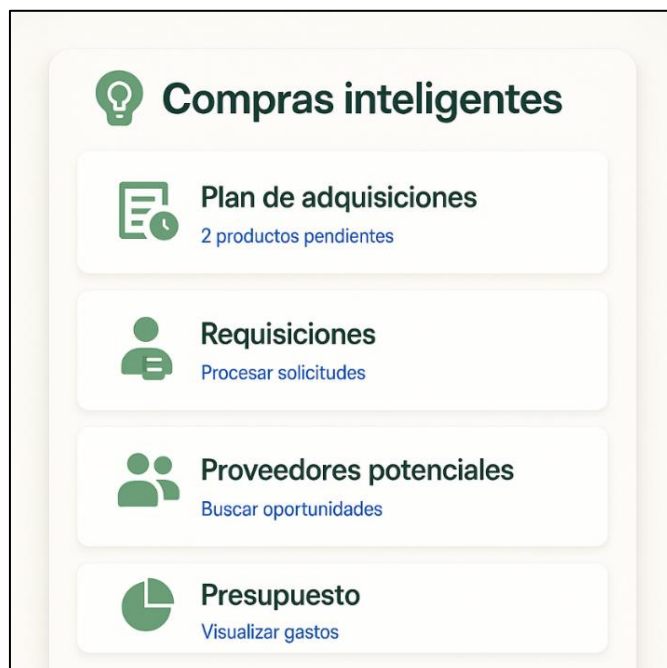 Compras inteligentes
Plan de adquisiciones
2 productos pendientes
Requisiciones
Procesar solicitudes
Proveedores potenciales
Buscar oportunidades
Presupuesto
Visualizar gastos